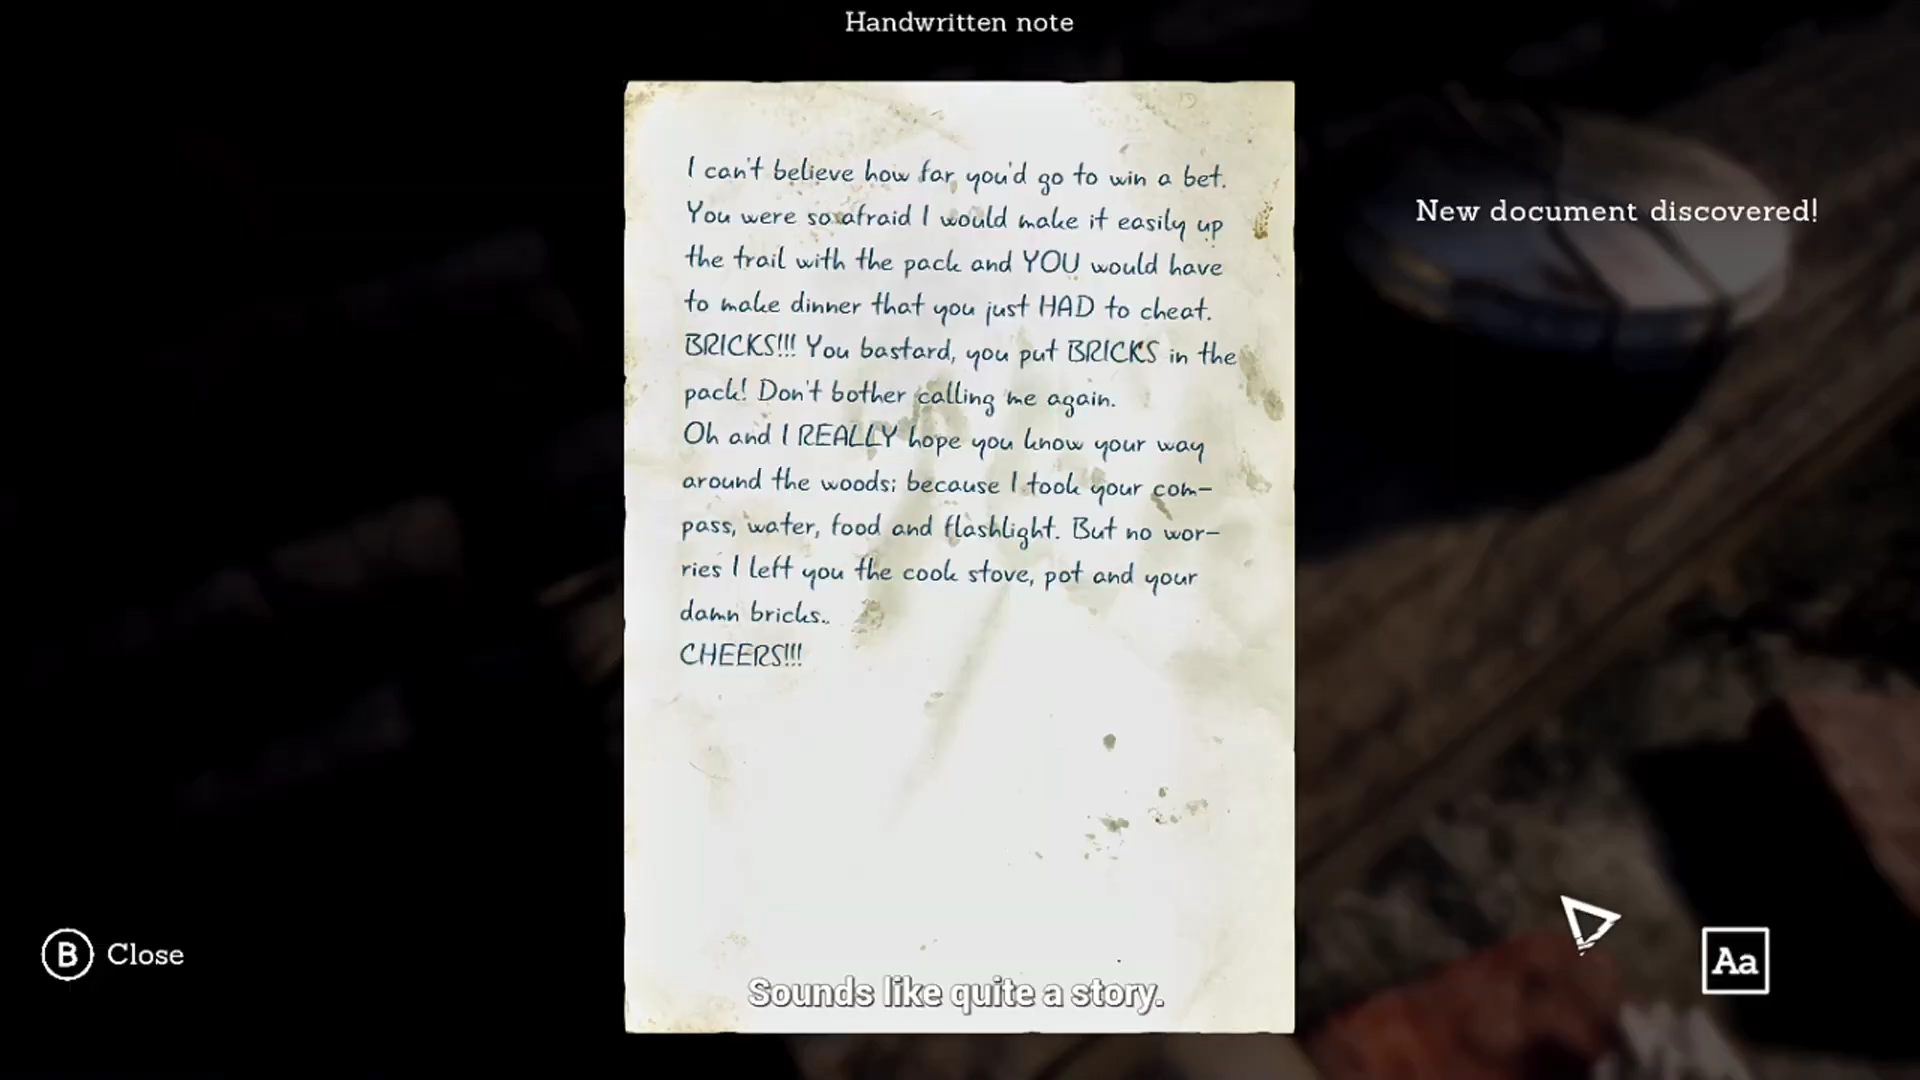 Handwritten note
I can't believe how far you'd go to win a bet.
You were so afraid I would make it easily up
the trail with the pack and YOU would have
to make dinner that you just HAD to cheat.
BRICKS!!! You bastard, you put BRICKS in the
pack! Don't bother calling me again.
Oh and I REALLY hope you know your way
around the woods; because I took your com-
pass, water, food and flashlight. But no wor-
ries I left you the cook stove, pot and your
damn bricks..
CHEERS!!!
New document discovered!
B Close
Aa
Sounds like quite a story.